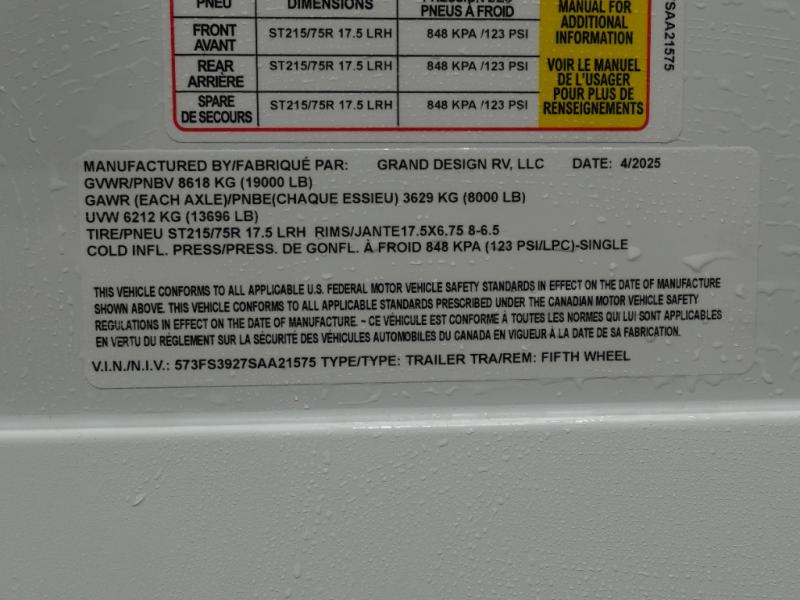 PNEU DIMENSIONS
PNEUS À FROID
MANUAL FOR
ADDITIONAL
INFORMATION
FRONT
AVANT
ST215/75R 17.5 LRH 848 KPA /123 PSI
REAR
ARRIÈRE
ST215/75R 17.5 LRH 848 KPA /123 PSI
SPARE
DE SECOURS
ST215/75R 17.5 LRH 848 KPA /123 PSI
VOIR LE MANUEL
DE L'USAGER
POUR PLUS DE
RENSEIGNEMENTS
SAA21575
MANUFACTURED BY/FABRIQUÉ PAR: GRAND DESIGN RV, LLC DATE: 4/2025
GVWR/PNBV 8618 KG (19000 LB)
GAWR (EACH AXLE)/PNBE(CHAQUE ESSIEU) 3629 KG (8000 LB)
UVW 6212 KG (13696 LB)
TIRE/PNEU ST215/75R 17.5 LRH RIMS/JANTE17.5X6.75 8-6.5
COLD INFL. PRESS/PRESS. DE GONFL. À FROID 848 KPA (123 PSI/LPC)-SINGLE
THIS VEHICLE CONFORMS TO ALL APPLICABLE U.S. FEDERAL MOTOR VEHICLE SAFETY STANDARDS IN EFFECT ON THE DATE OF MANUFACTURE
SHOWN ABOVE. THIS VEHICLE CONFORMS TO ALL APPLICABLE STANDARDS PRESCRIBED UNDER THE CANADIAN MOTOR VEHICLE SAFETY
REGULATIONS IN EFFECT ON THE DATE OF MANUFACTURE. - CE VÉHICULE EST CONFORME À TOUTES LES NORMES QUI LUI SONT APPLICABLES
EN VERTU DU RÈGLEMENT SUR LA SÉCURITÉ DES VÉHICULES AUTOMOBILES DU CANADA EN VIGUEUR À LA DATE DE SA FABRICATION.
V.I.N./N.I.V.: 573FS3927SAA21575 TYPE/TYPE: TRAILER TRA/REM: FIFTH WHEEL